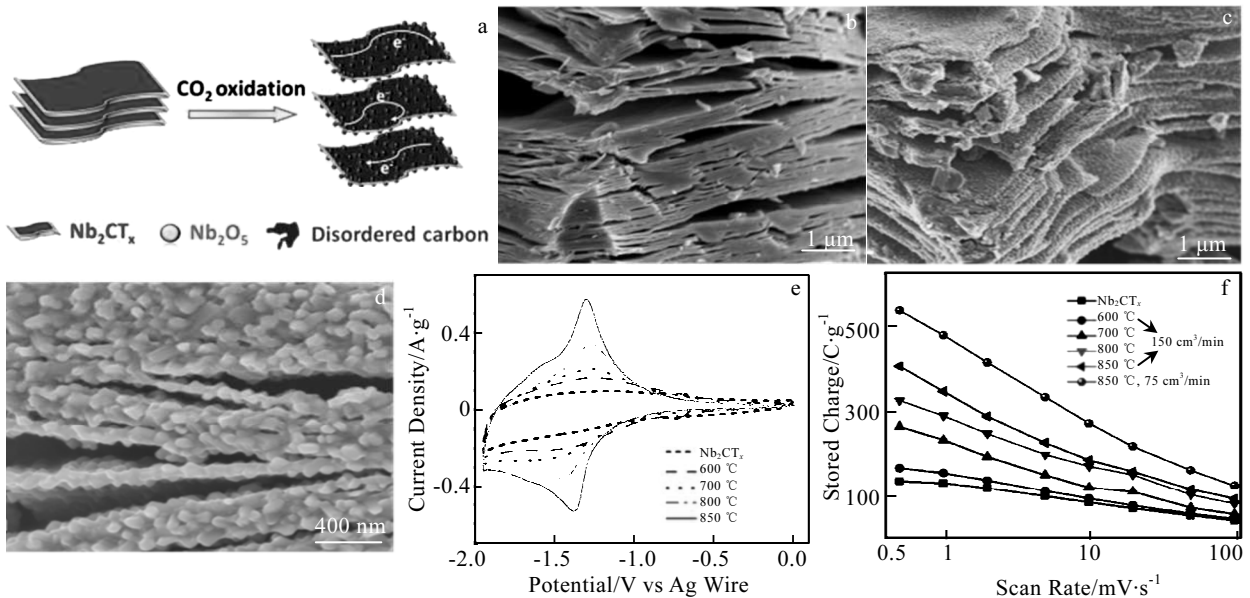 a
CO₂ oxidation
e⁻
e⁻
e⁻
Nb₂CTₓ
Nb₂O₅
Disordered carbon
b
1 μm
c
1 μm
d
400 nm
e
Current Density/A·g⁻¹
0.4
0
-0.4
Nb₂CTₓ
600 ℃
700 ℃
800 ℃
850 ℃
-2.0 -1.5 -1.0 -0.5 0.0
Potential/V vs Ag Wire
f
Stored Charge/C·g⁻¹
500
300
100
Nb₂CTₓ
600 ℃
700 ℃
150 cm³/min
800 ℃
850 ℃
850 ℃, 75 cm³/min
0.5 1 10 100
Scan Rate/mV·s⁻¹